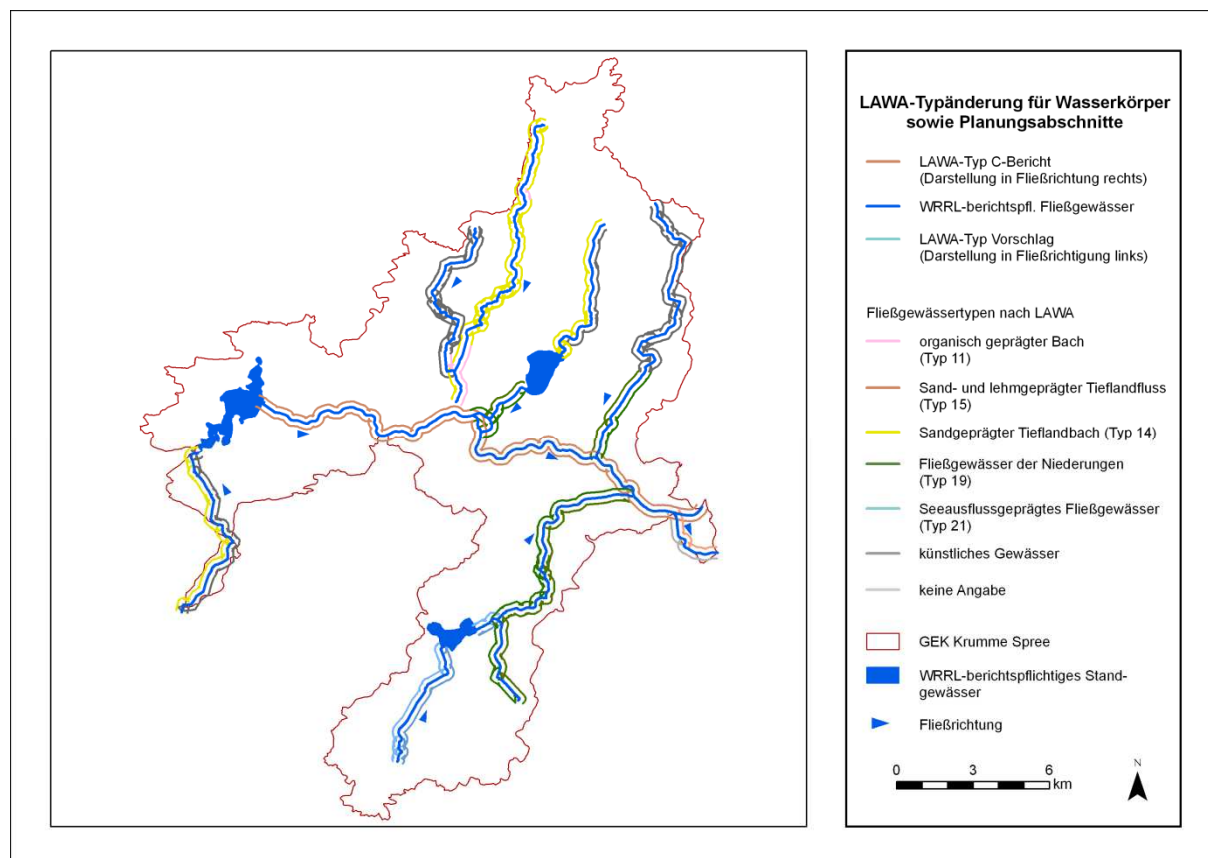 LAWA-Typänderung für Wasserkörper
sowie Planungsabschnitte
LAWA-Typ C-Bericht
(Darstellung in Fließrichtung rechts)
WRRL-berichtspfl. Fließgewässer
LAWA-Typ Vorschlag
(Darstellung in Fließrichtigung links)
Fließgewässertypen nach LAWA
organisch geprägter Bach
(Typ 11)
Sand- und lehmgeprägter Tieflandfluss
(Typ 15)
Sandgeprägter Tieflandbach (Typ 14)
Fließgewässer der Niederungen
(Typ 19)
Seeausflussgeprägtes Fließgewässer
(Typ 21)
künstliches Gewässer
keine Angabe
GEK Krumme Spree
WRRL-berichtspflichtiges Stand-
gewässer
Fließrichtung
0 3 6
km
N